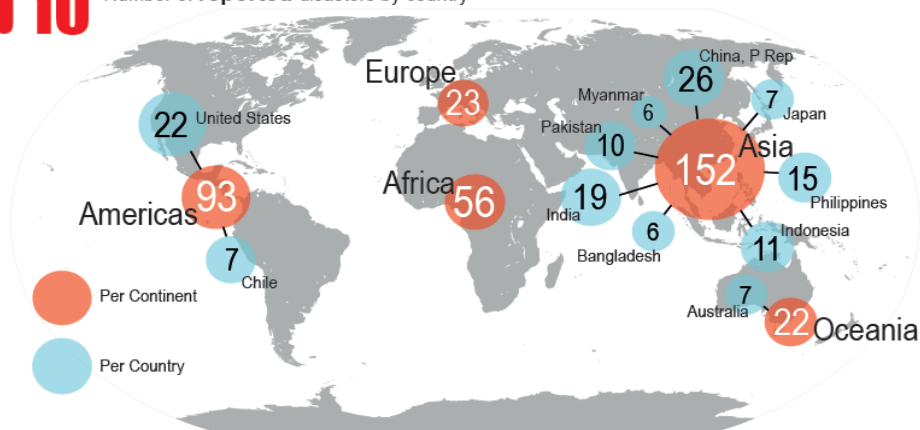 Number of reported disasters by country
China, P Rep
26
Europe
23
Myanmar
6
7
Japan
22
United States
Pakistan
10
Asia
152
Africa
56
93
Americas
India
19
15
Philippines
Bangladesh
6
Indonesia
11
7
Chile
7
Australia
22
Oceania
Per Continent
Per Country